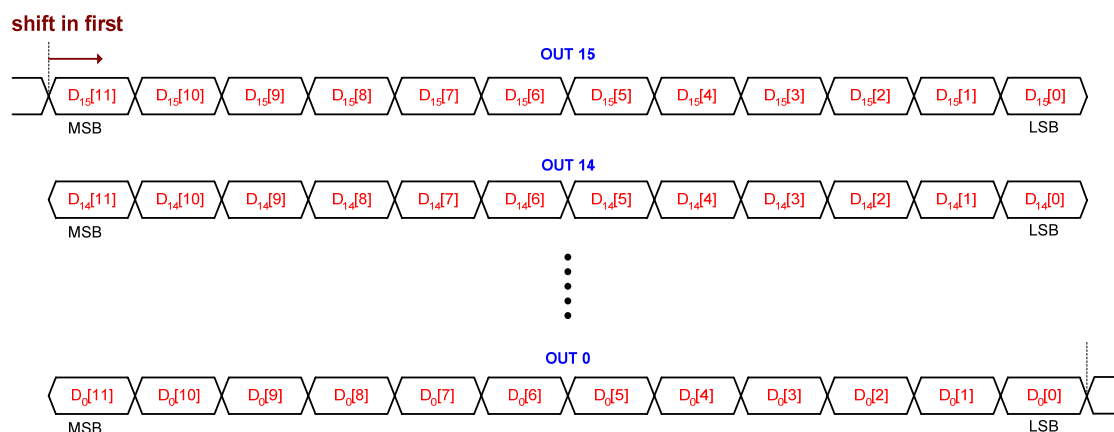 shift in first
OUT 15
D15[11] D15[10] D15[9] D15[8] D15[7] D15[6] D15[5] D15[4] D15[3] D15[2] D15[1] D15[0]
MSB LSB
OUT 14
D14[11] D14[10] D14[9] D14[8] D14[7] D14[6] D14[5] D14[4] D14[3] D14[2] D14[1] D14[0]
MSB LSB
OUT 0
D0[11] D0[10] D0[9] D0[8] D0[7] D0[6] D0[5] D0[4] D0[3] D0[2] D0[1] D0[0]
MSB LSB